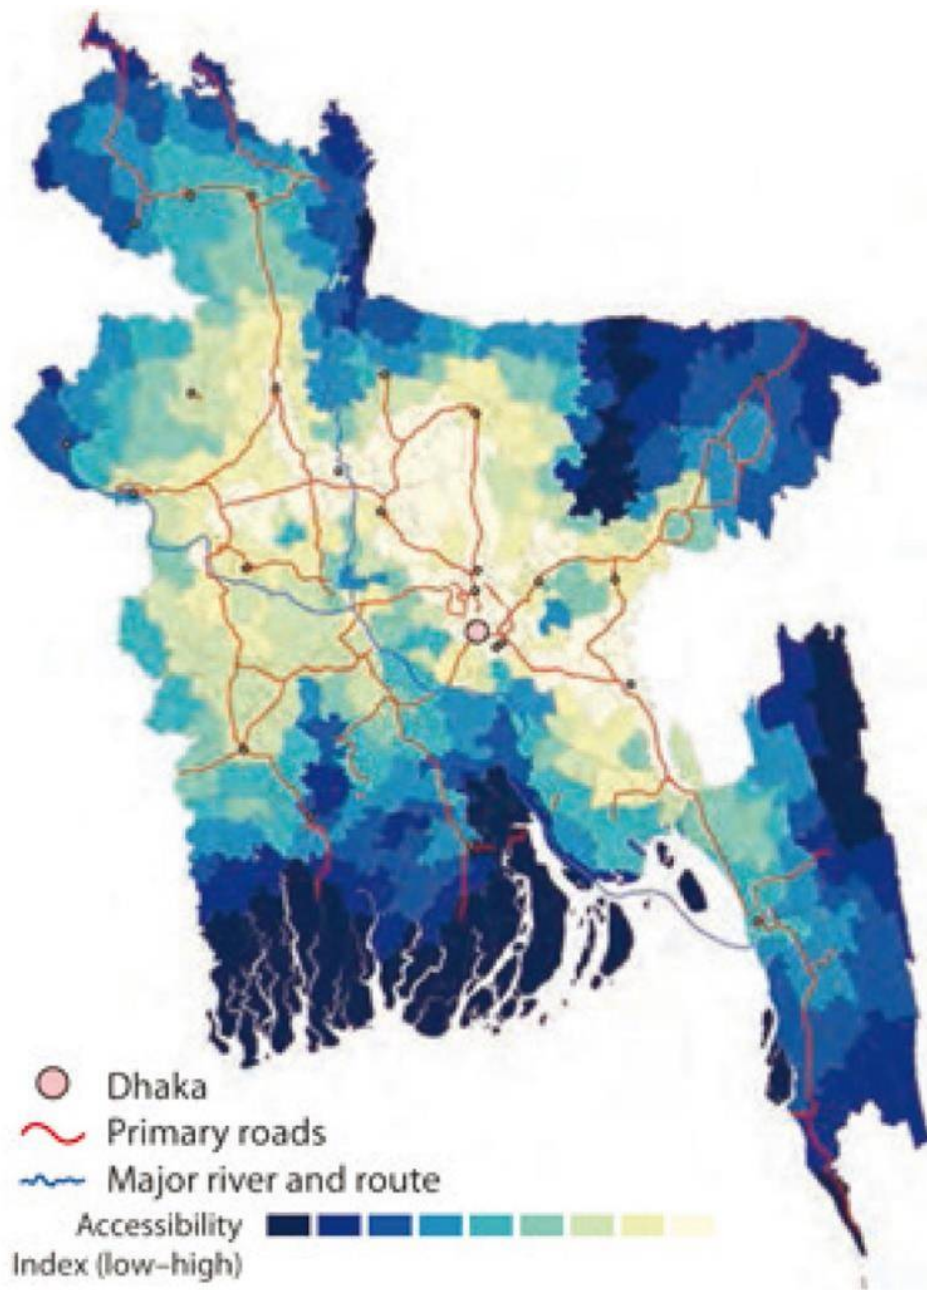 Dhaka
Primary roads
Major river and route
Accessibility
Index (low–high)